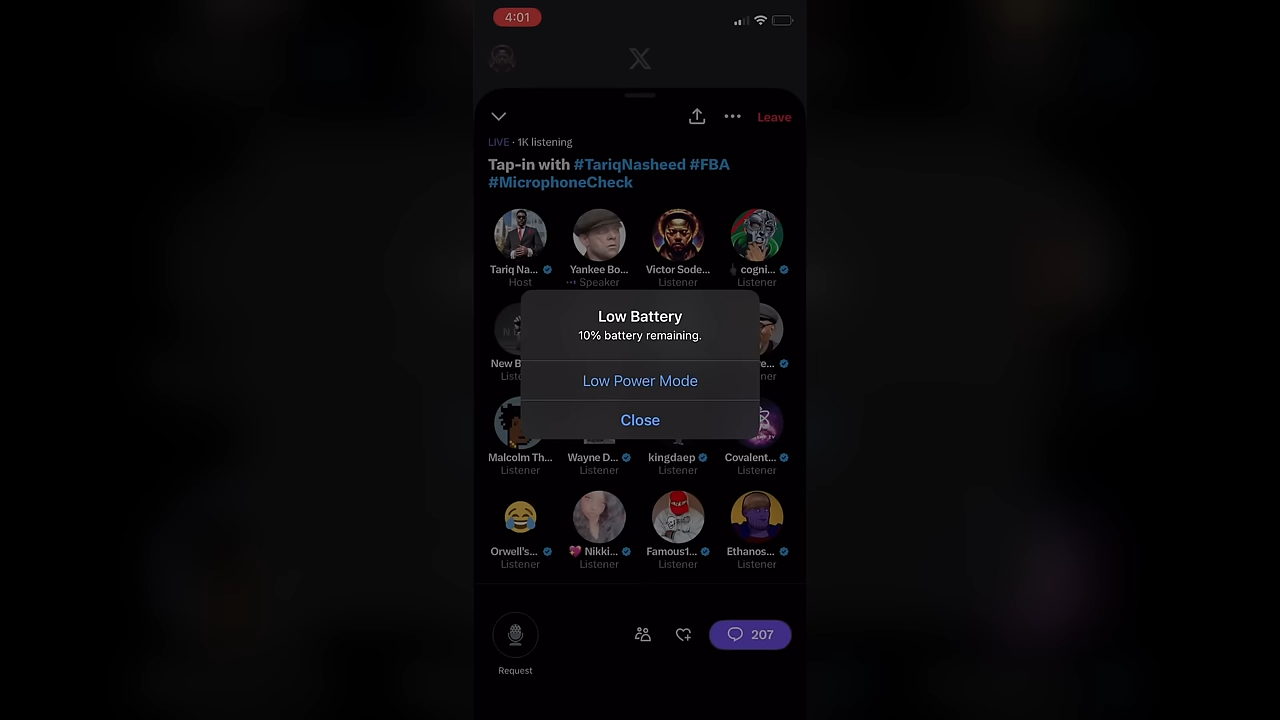 4:01
Leave
LIVE · 1K listening
Tap-in with #TariqNasheed #FBA
#MicrophoneCheck
Tariq Na... Yankee Bo... Victor Sode... cogni...
Host Speaker Listener Listener
Low Battery
10% battery remaining.
New B
Low Power Mode
Close
Malcolm Th... Wayne D... kingdaep Covalent...
Listener Listener Listener Listener
Orwell's... Nikki... Famous1... Ethanos...
Listener Listener Listener Listener
207
Request